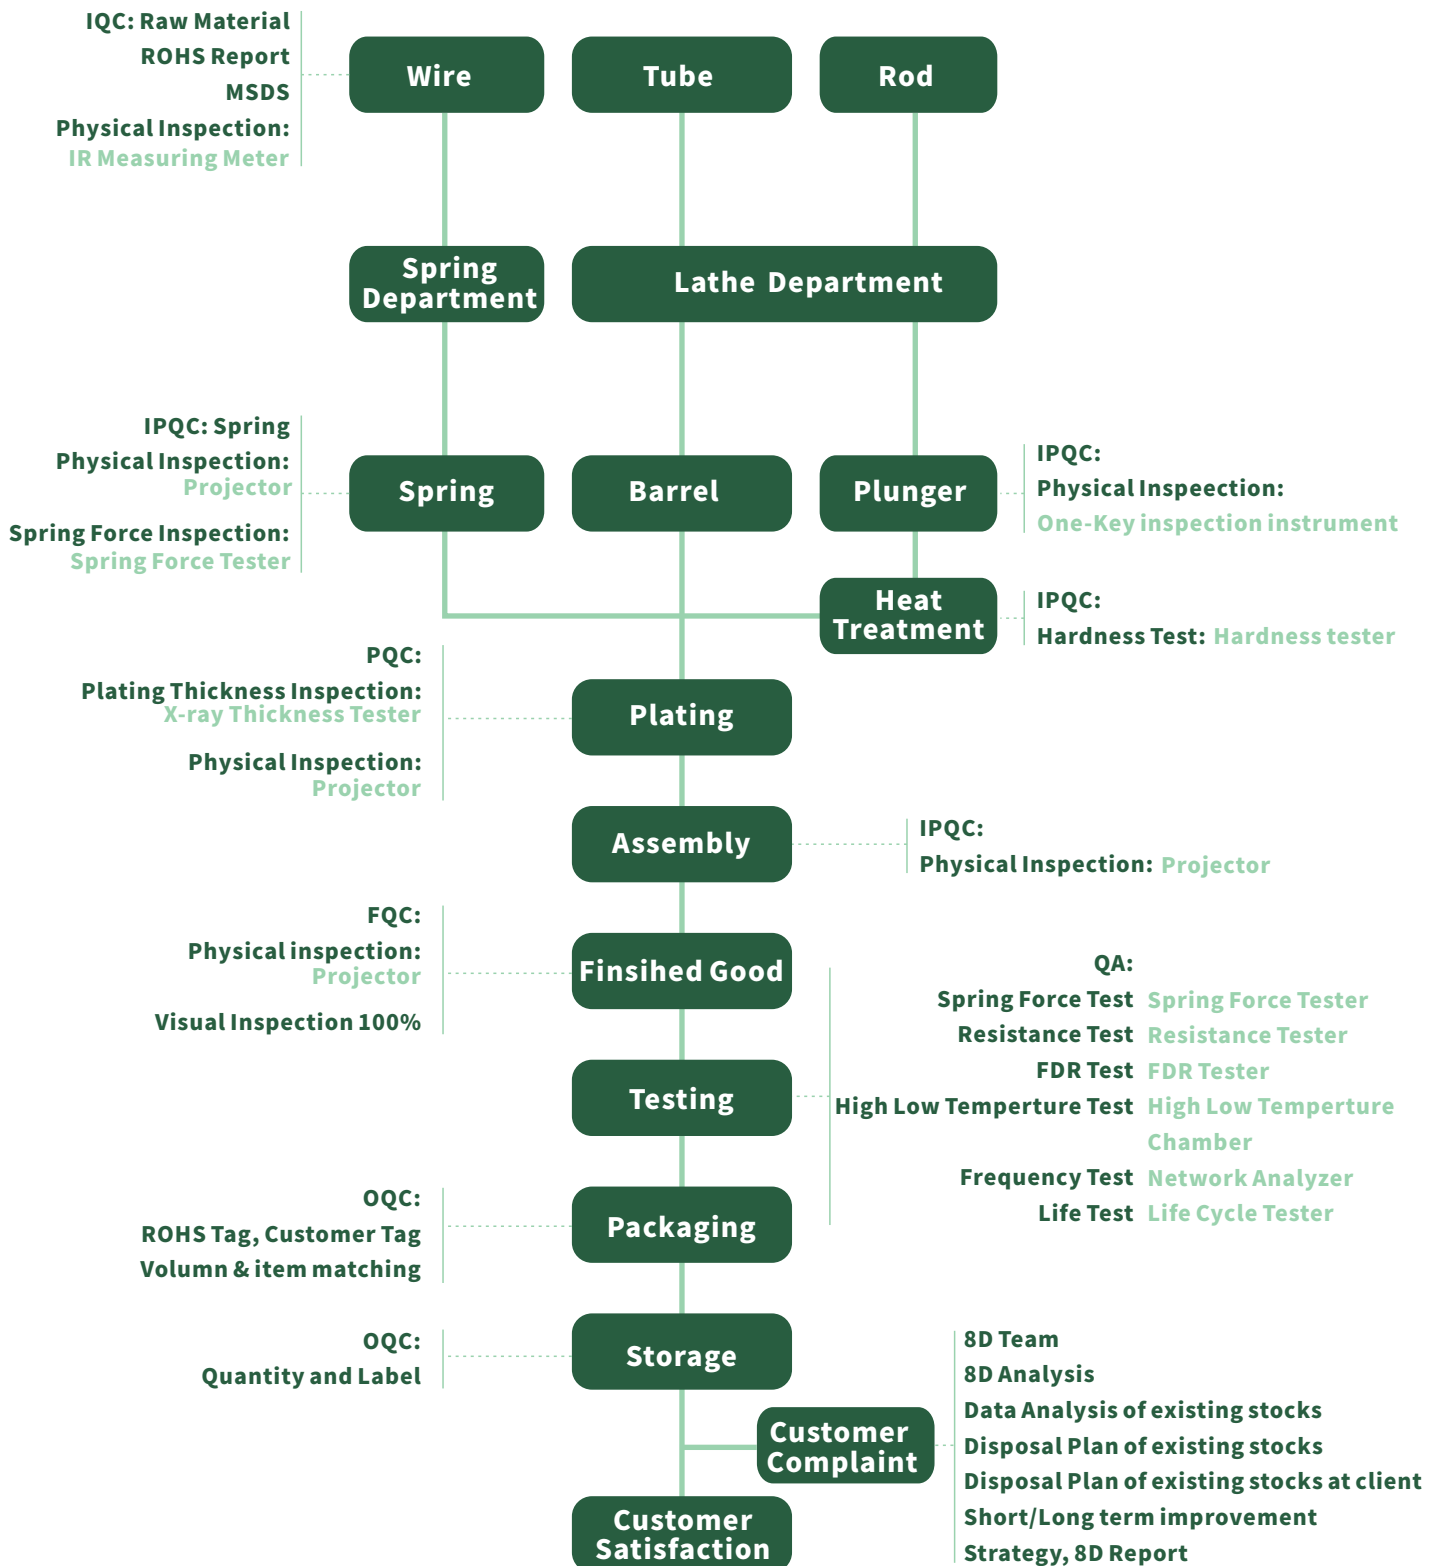 IQC: Raw Material
ROHS Report
MSDS
Physical Inspection:
IR Measuring Meter
Wire
Tube
Rod
Spring
Department
Lathe Department
IPQC: Spring
Physical Inspection:
Projector
Spring Force Inspection:
Spring Force Tester
Spring
Barrel
Plunger
IPQC:
Physical Inspeection:
One-Key inspection instrument
Heat
Treatment
IPQC:
Hardness Test: Hardness tester
PQC:
Plating Thickness Inspection:
X-ray Thickness Tester
Physical Inspection:
Projector
Plating
Assembly
IPQC:
Physical Inspection: Projector
FQC:
Physical inspection:
Projector
Visual Inspection 100%
Finsihed Good
QA:
Spring Force Test Spring Force Tester
Resistance Test Resistance Tester
FDR Test FDR Tester
High Low Temperture Test High Low Temperture
Chamber
Frequency Test Network Analyzer
Life Test Life Cycle Tester
Testing
OQC:
ROHS Tag, Customer Tag
Volumn & item matching
Packaging
OQC:
Quantity and Label
Storage
Customer
Complaint
8D Team
8D Analysis
Data Analysis of existing stocks
Disposal Plan of existing stocks
Disposal Plan of existing stocks at client
Short/Long term improvement
Strategy, 8D Report
Customer
Satisfaction